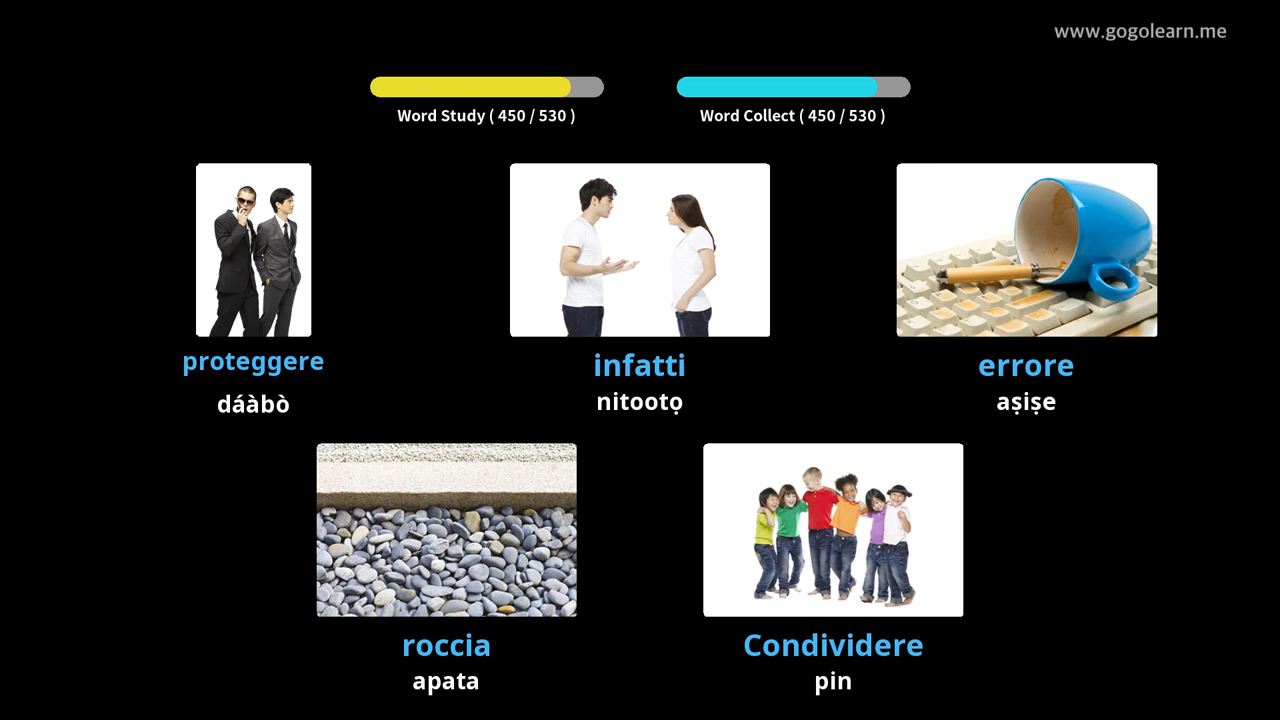 www.gogolearn.me
Word Study ( 450 / 530 )
Word Collect ( 450 / 530 )
proteggere
dáàbò
infatti
nitootọ
errore
aṣiṣe
roccia
apata
Condividere
pin